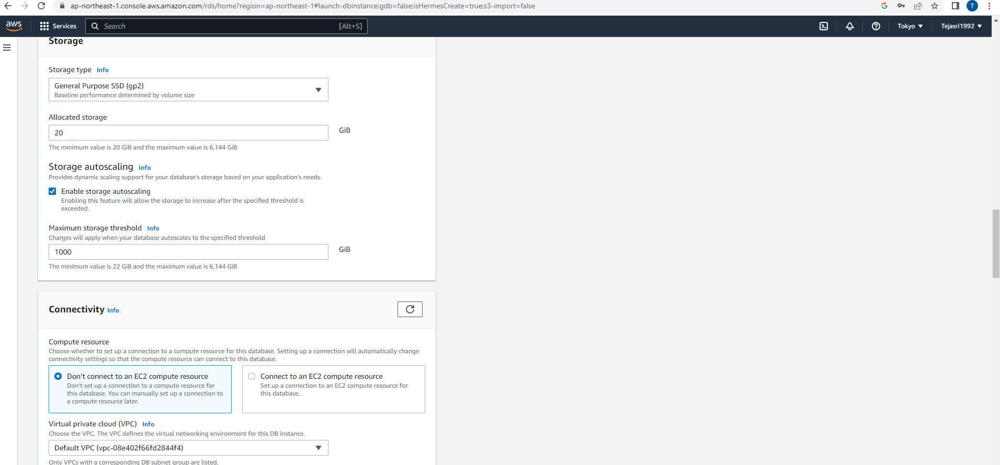 ap-northeast-1.console.aws.amazon.com/rds/home?region=ap-northeast-1#launch-dbinstance:gdb=false;isHermesCreate=true;s3-import=false
G
T
aws
Services
Search
[Alt+S]
Tokyo
Tejasri1992
Storage
Storage type Info
General Purpose SSD (gp2)
Baseline performance determined by volume size
Allocated storage
20
GiB
The minimum value is 20 GiB and the maximum value is 6,144 GiB
Storage autoscaling Info
Provides dynamic scaling support for your database's storage based on your application's needs.
Enable storage autoscaling
Enabling this feature will allow the storage to increase after the specified threshold is
exceeded.
Maximum storage threshold Info
Charges will apply when your database autoscales to the specified threshold
1000
GiB
The minimum value is 22 GiB and the maximum value is 6,144 GiB
Connectivity Info
Compute resource
Choose whether to set up a connection to a compute resource for this database. Setting up a connection will automatically change
connectivity settings so that the compute resource can connect to this database.
Don't connect to an EC2 compute resource
Don't set up a connection to a compute resource for
this database. You can manually set up a connection to
a compute resource later.
Connect to an EC2 compute resource
Set up a connection to an EC2 compute resource for
this database.
Virtual private cloud (VPC) Info
Choose the VPC. The VPC defines the virtual networking environment for this DB instance.
Default VPC (vpc-08e402f66fd2844f4)
Only VPCs with a corresponding DB subnet group are listed.